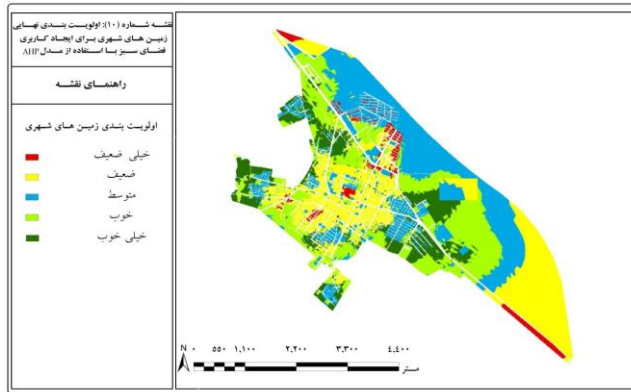 نقشه شماره (۱۰): اولویت بندی نهایی
زمین های شهری برای ایجاد کاربری
فضای سبز با استفاده از مدل AHP
راهنمای نقشه
اولویت بندی زمین های شهری
خیلی ضعیف
ضعیف
متوسط
خوب
خیلی خوب
N ۰ ۵۵۰ ۱,۱۰۰ ۲,۲۰۰ ۳,۳۰۰ ۴,۴۰۰
متر